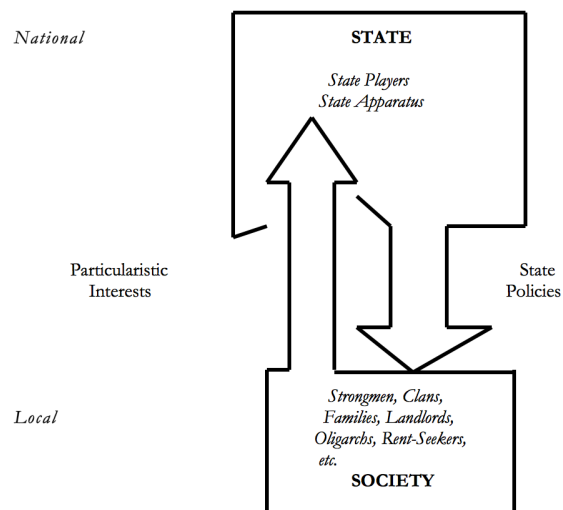 National
STATE
State Players
State Apparatus
Particularistic
Interests
State
Policies
Local
Strongmen, Clans,
Families, Landlords,
Oligarchs, Rent-Seekers,
etc.
SOCIETY